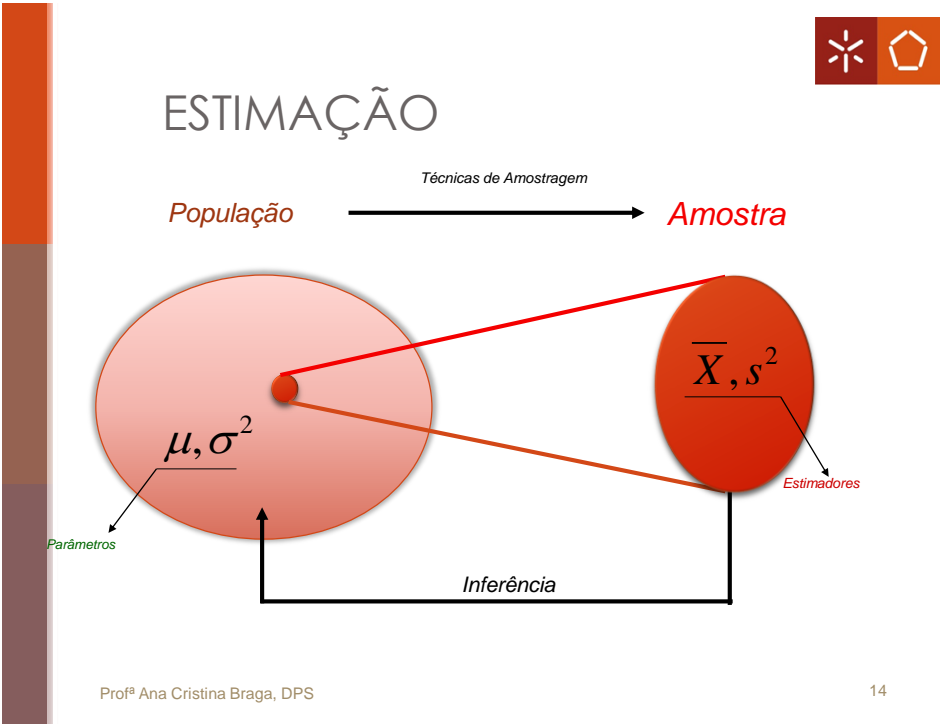 ESTIMAÇÃO
Técnicas de Amostragem
População
Amostra
X̅, s²
μ, σ²
Estimadores
Parâmetros
Inferência
Profª Ana Cristina Braga, DPS
14